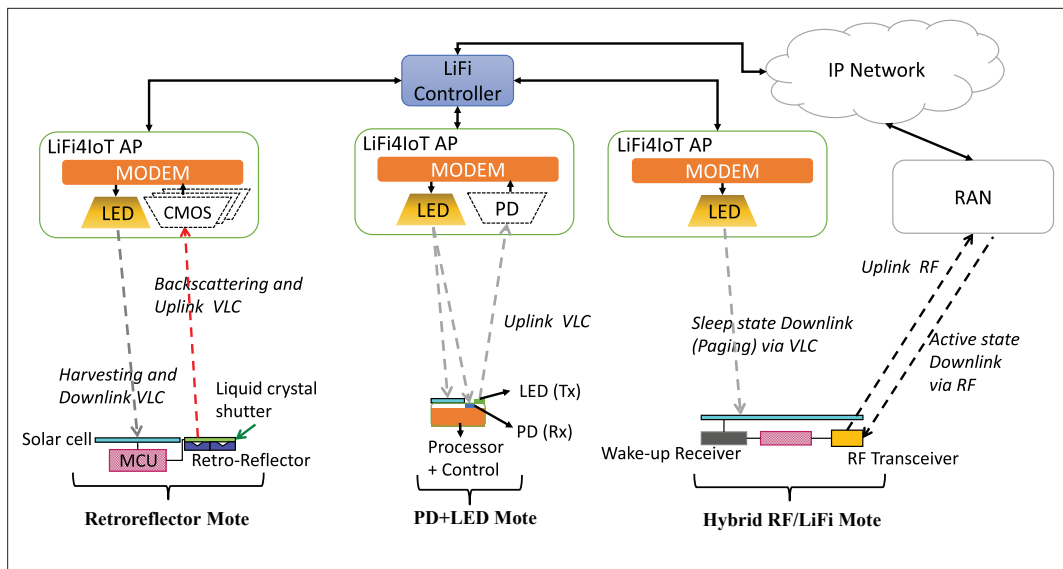 LiFi
Controller
IP Network
LiFi4IoT AP
MODEM
LED
CMOS
LiFi4IoT AP
MODEM
LED
PD
LiFi4IoT AP
MODEM
LED
RAN
Backscattering and
Uplink VLC
Harvesting and
Downlink VLC
Liquid crystal
shutter
Solar cell
MCU
Retro-Reflector
Retroreflector Mote
Uplink VLC
LED (Tx)
PD (Rx)
Processor
+ Control
PD+LED Mote
Uplink RF
Sleep state Downlink
(Paging) via VLC
Active state
Downlink
via RF
Wake-up Receiver
RF Transceiver
Hybrid RF/LiFi Mote